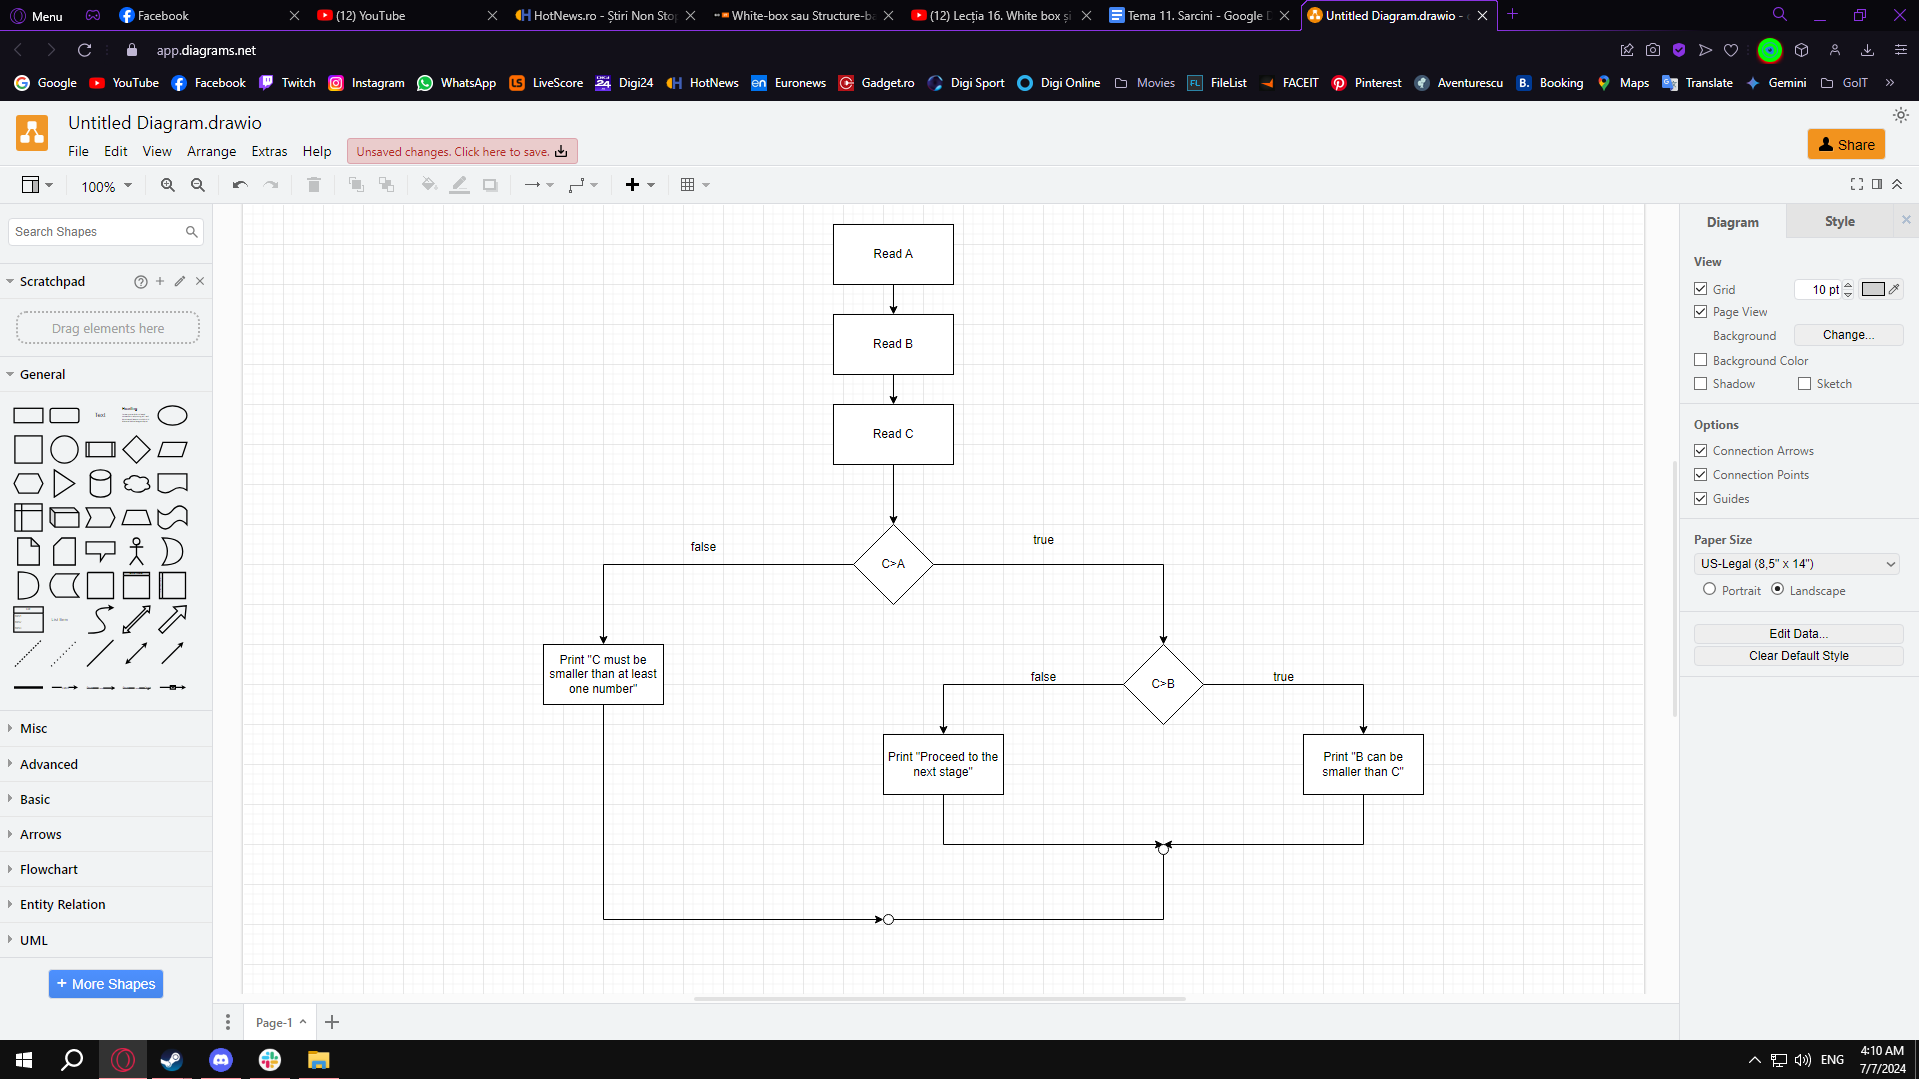 Menu
Facebook
(12) YouTube
HotNews.ro - Știri Non Sto
White-box sau Structure-ba
(12) Lecția 16. White box și
Tema 11. Sarcini - Google D
Untitled Diagram.drawio -
app.diagrams.net
Google
YouTube
Facebook
Twitch
Instagram
WhatsApp
LiveScore
Digi24
HotNews
Euronews
Gadget.ro
Digi Sport
Digi Online
Movies
FileList
FACEIT
Pinterest
Aventurescu
Booking
Maps
Translate
Gemini
GoIT
Untitled Diagram.drawio
File Edit View Arrange Extras Help
Unsaved changes. Click here to save.
Share
100%
Search Shapes
Scratchpad
Drag elements here
General
Text
Heading
List Item
Misc
Advanced
Basic
Arrows
Flowchart
Entity Relation
UML
+ More Shapes
Read A
Read B
Read C
C>A
false
true
Print "C must be
smaller than at least
one number"
C>B
false
true
Print "Proceed to the
next stage"
Print "B can be
smaller than C"
Diagram
Style
View
Grid
10 pt
Page View
Background
Change...
Background Color
Shadow
Sketch
Options
Connection Arrows
Connection Points
Guides
Paper Size
US-Legal (8,5" x 14")
Portrait
Landscape
Edit Data...
Clear Default Style
Page-1
ENG
4:10 AM
7/7/2024